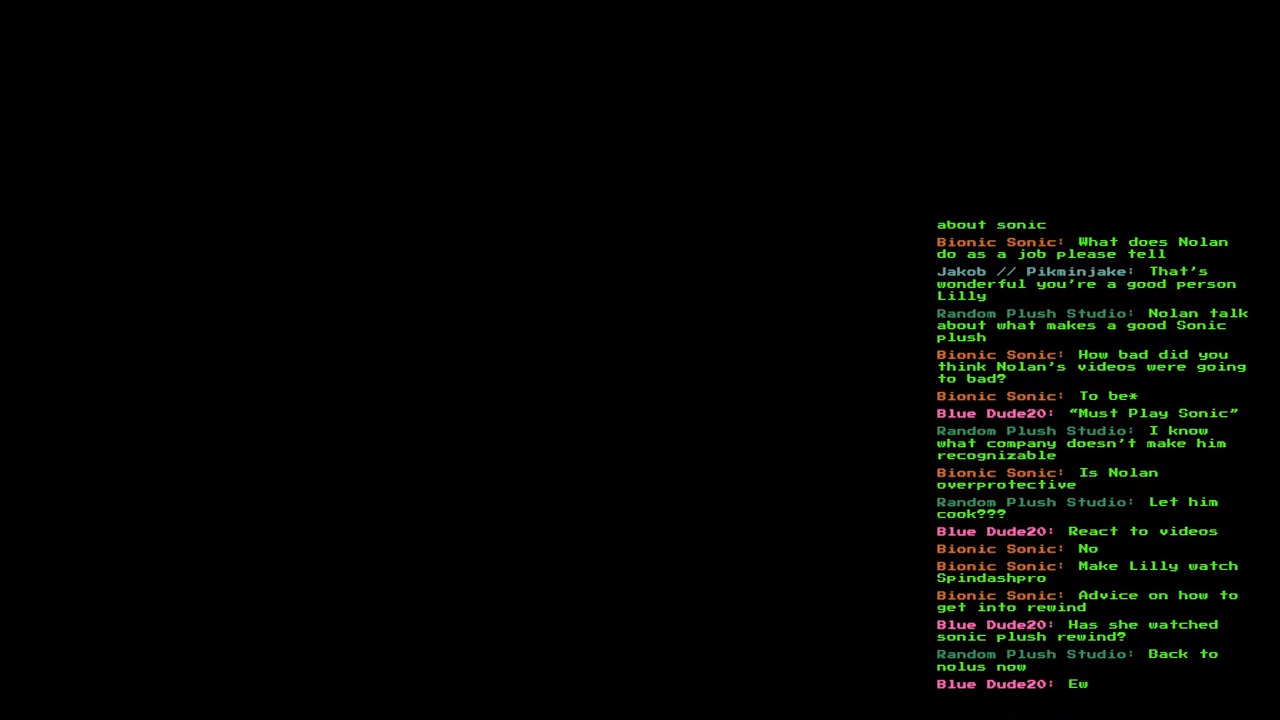 about sonic
Bionic Sonic: What does Nolan
do as a job please tell
Jakob // Pikminjake: That's
wonderful you're a good person
Lilly
Random Plush Studio: Nolan talk
about what makes a good Sonic
plush
Bionic Sonic: How bad did you
think Nolan's videos were going
to bad?
Bionic Sonic: To be*
Blue Dude20: “Must Play Sonic”
Random Plush Studio: I know
what company doesn't make him
recognizable
Bionic Sonic: Is Nolan
overprotective
Random Plush Studio: Let him
cook???
Blue Dude20: React to videos
Bionic Sonic: No
Bionic Sonic: Make Lilly watch
Spindashpro
Bionic Sonic: Advice on how to
get into rewind
Blue Dude20: Has she watched
sonic plush rewind?
Random Plush Studio: Back to
nolus now
Blue Dude20: Ew